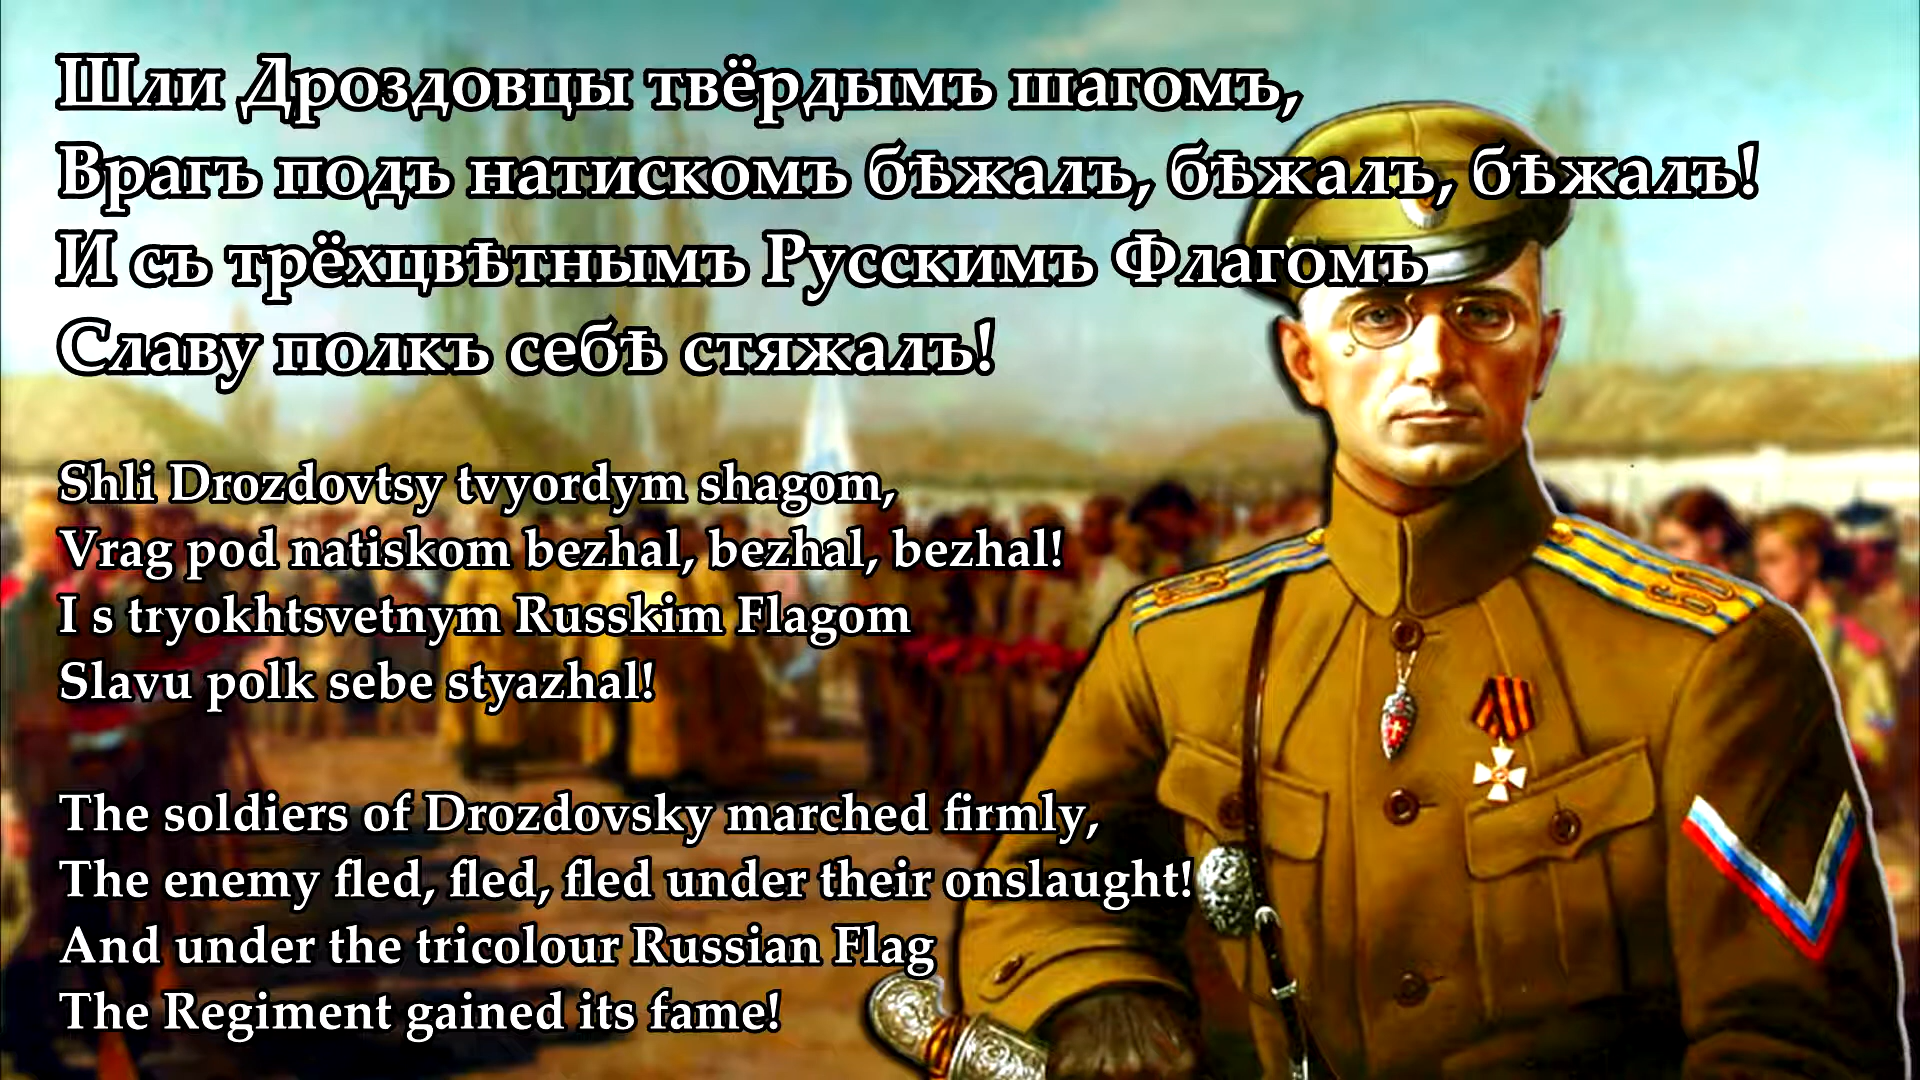 Шли Дроздовцы твёрдымъ шагомъ,
Врагъ подъ натискомъ бѣжалъ, бѣжалъ, бѣжалъ!
И съ трёхцвѣтнымъ Русскимъ Флагомъ
Славу полкъ себѣ стяжалъ!
Shli Drozdovtsy tvyordym shagom,
Vrag pod natiskom bezhal, bezhal, bezhal!
I s tryokhtsvetnym Russkim Flagom
Slavu polk sebe styazhal!
The soldiers of Drozdovsky marched firmly,
The enemy fled, fled, fled under their onslaught!
And under the tricolour Russian Flag
The Regiment gained its fame!